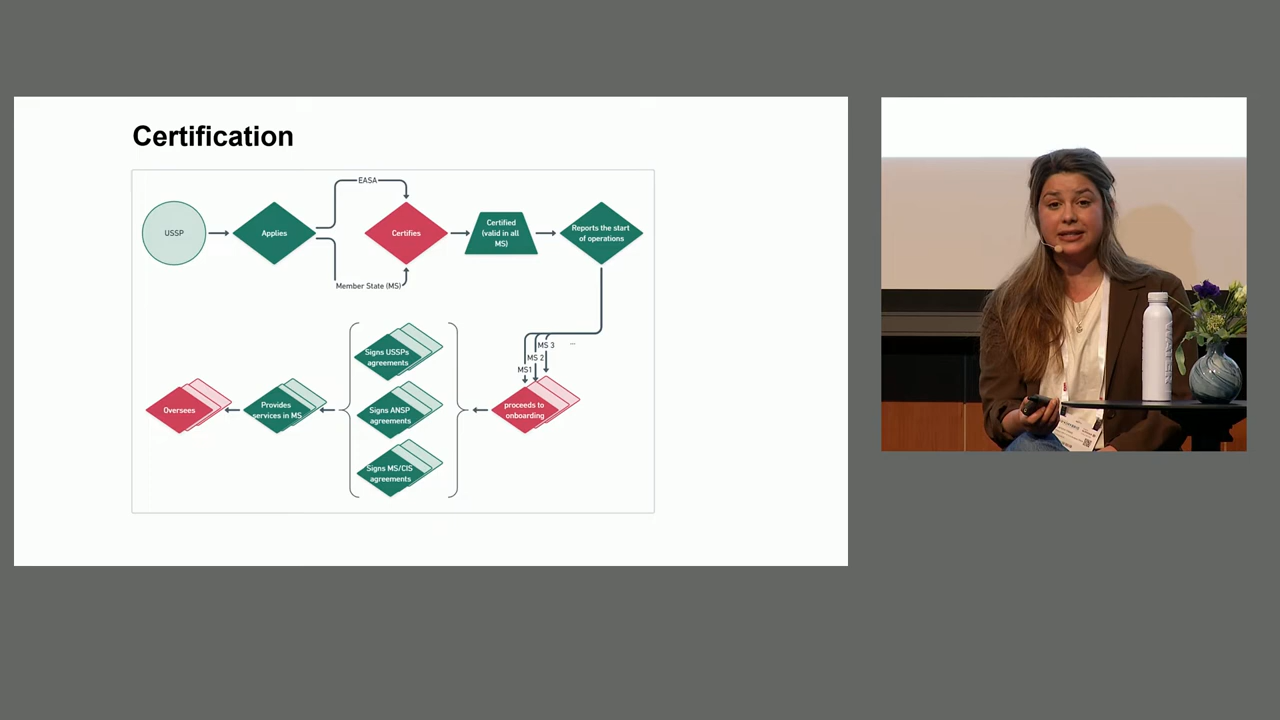 Certification
EASA
USSP
Applies
Certifies
Certified
(valid in all
MS)
Reports the start
of operations
Member State (MS)
MS 3
...
MS 2
MS1
Signs USSPs
agreements
Oversees
Provides
services in MS
Signs ANSP
agreements
proceeds to
onboarding
Signs MS/CIS
agreements
WATER